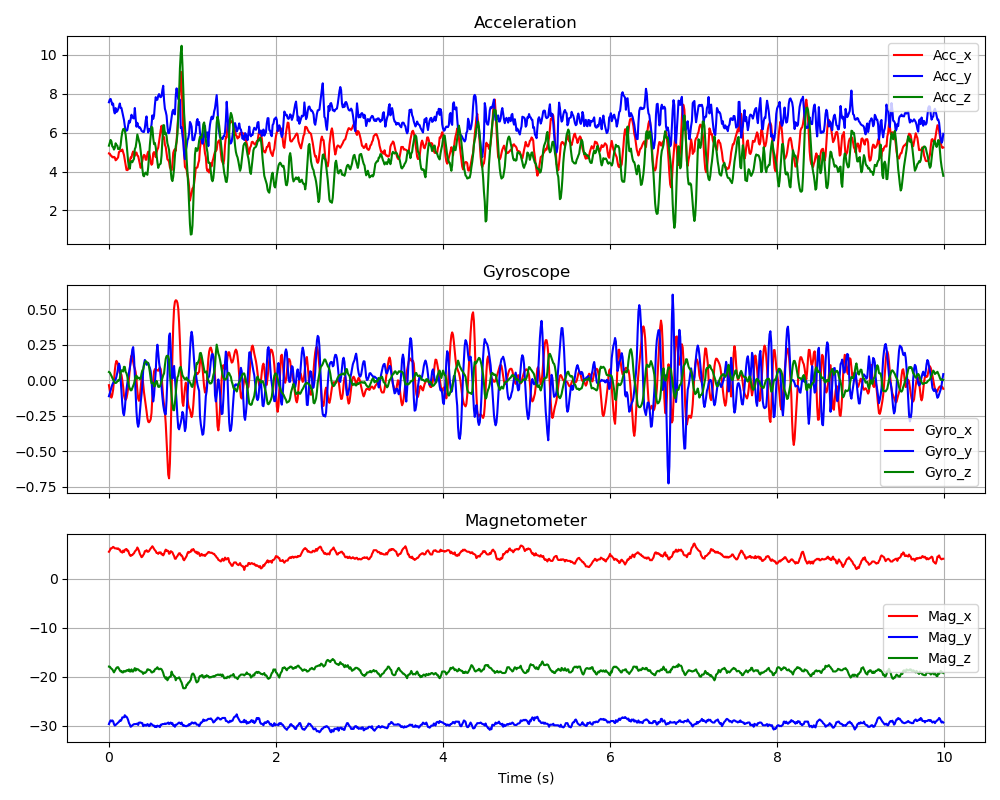 Acceleration
10
8
6
4
2
Acc_x
Acc_y
Acc_z
Gyroscope
0.50
0.25
0.00
−0.25
−0.50
−0.75
Gyro_x
Gyro_y
Gyro_z
Magnetometer
0
−10
−20
−30
Mag_x
Mag_y
Mag_z
0 2 4 6 8 10
Time (s)